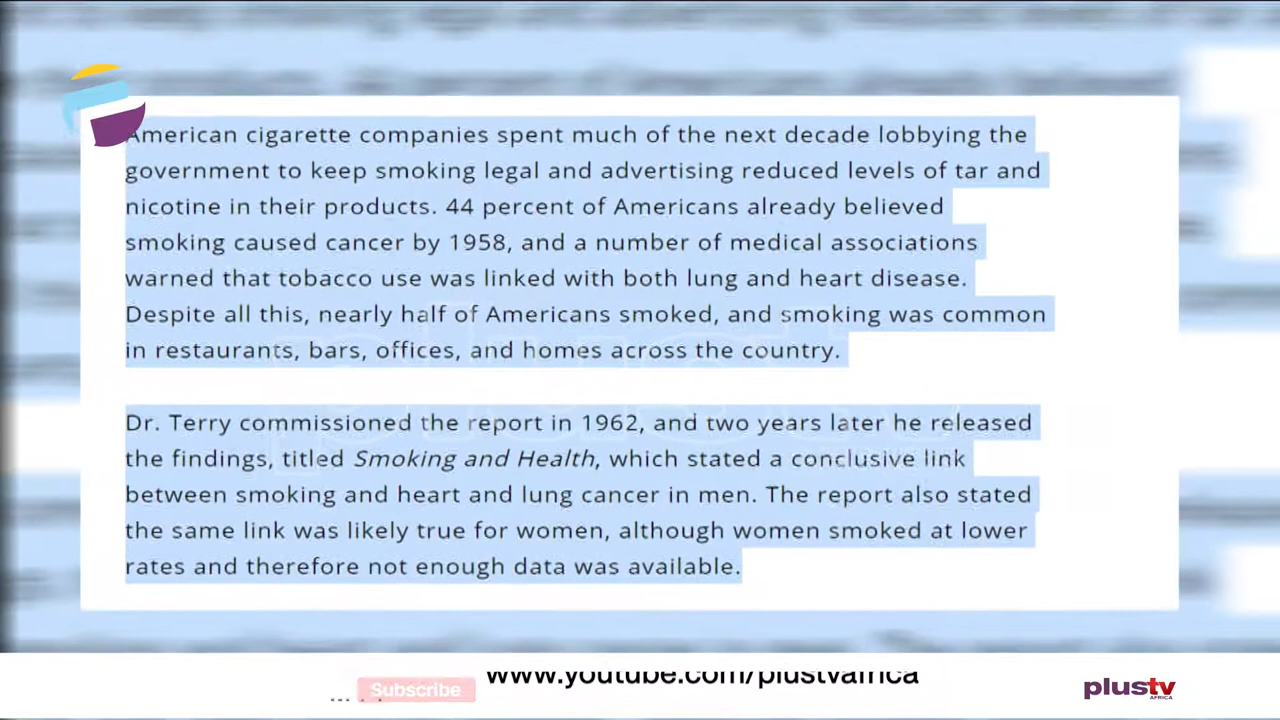 American cigarette companies spent much of the next decade lobbying the
government to keep smoking legal and advertising reduced levels of tar and
nicotine in their products. 44 percent of Americans already believed
smoking caused cancer by 1958, and a number of medical associations
warned that tobacco use was linked with both lung and heart disease.
Despite all this, nearly half of Americans smoked, and smoking was common
in restaurants, bars, offices, and homes across the country.
Dr. Terry commissioned the report in 1962, and two years later he released
the findings, titled Smoking and Health, which stated a conclusive link
between smoking and heart and lung cancer in men. The report also stated
the same link was likely true for women, although women smoked at lower
rates and therefore not enough data was available.
www.youtube.com/plustvafrica
Subscribe
plustv
AFRICA